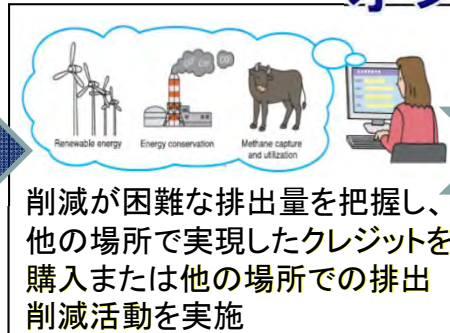 Renewable energy
Energy conservation
Methane capture
and utilization
削減が困難な排出量を把握し、
他の場所で実現したクレジットを
購入または他の場所での排出
削減活動を実施